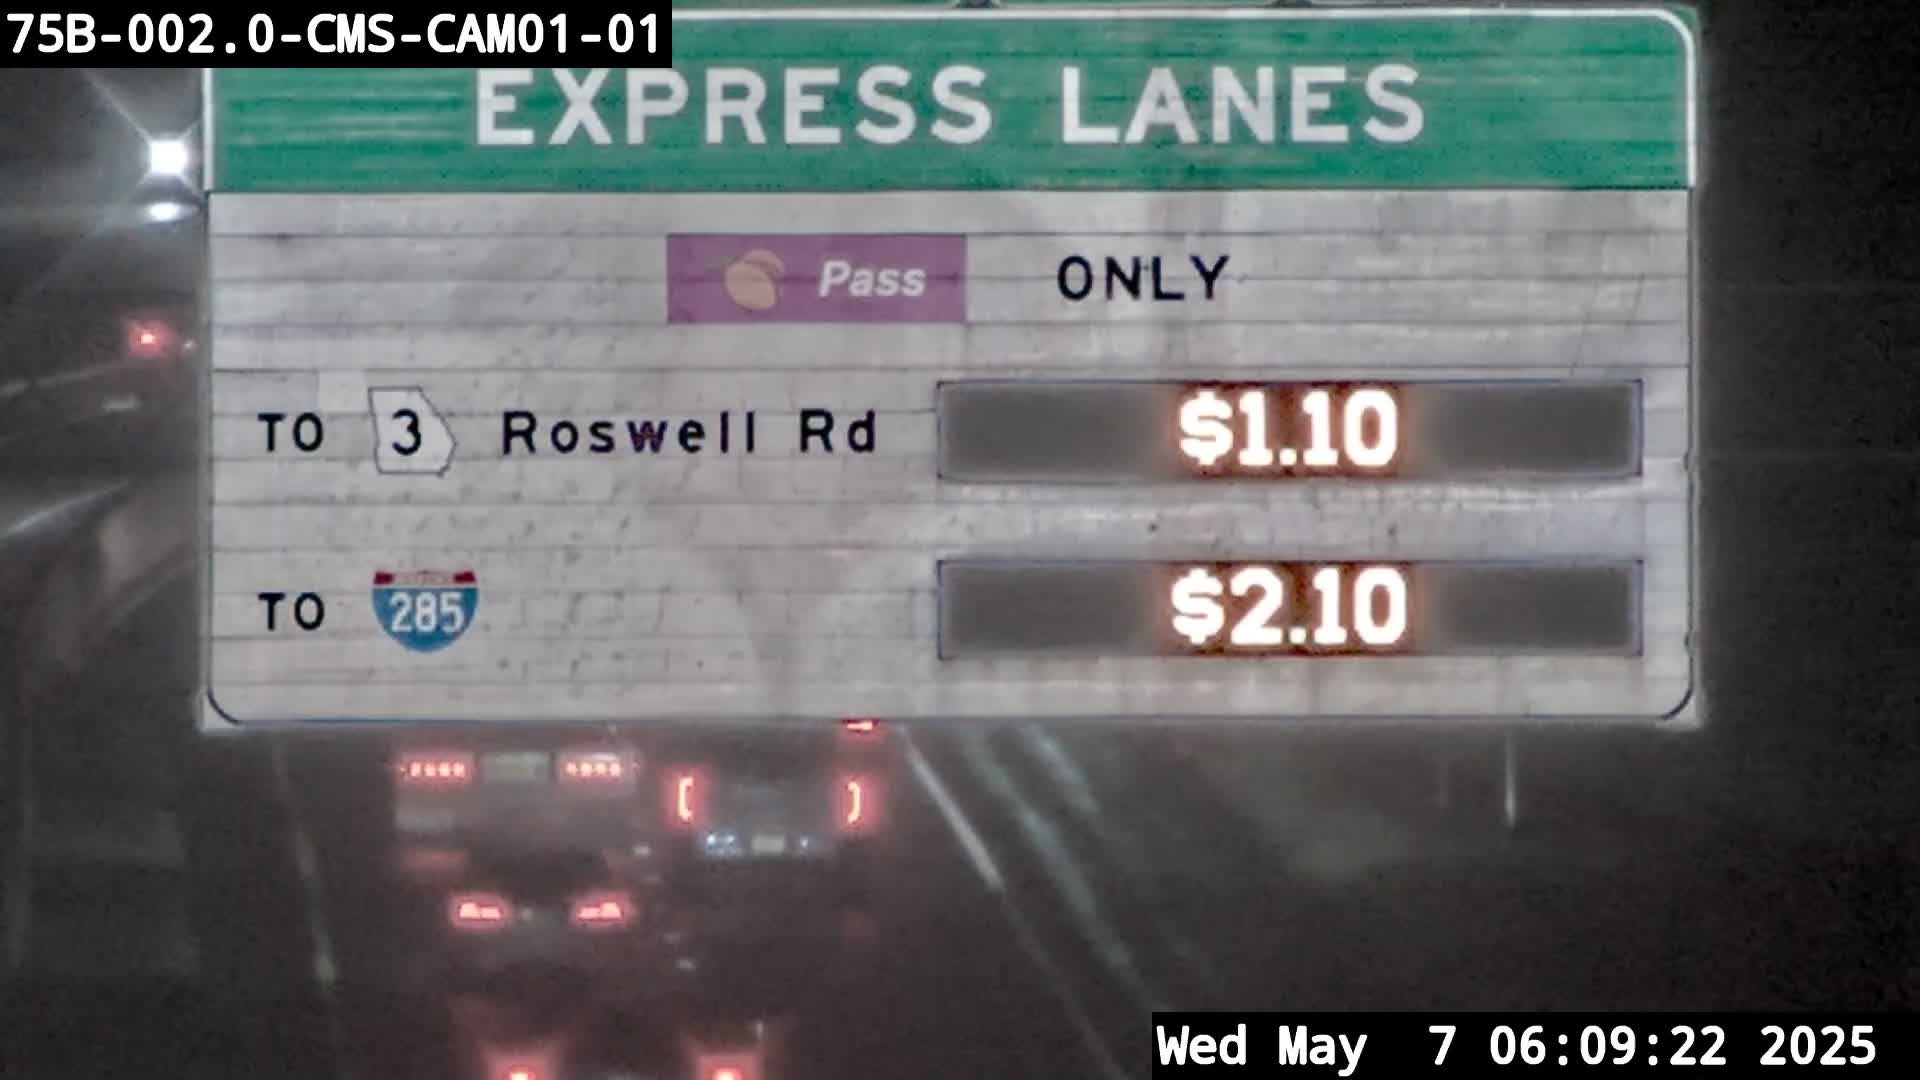 75B-002.0-CMS-CAM01-01
EXPRESS LANES
Pass ONLY
TO 3 Roswell Rd $1.10
TO 285 $2.10
Wed May 7 06:09:22 2025